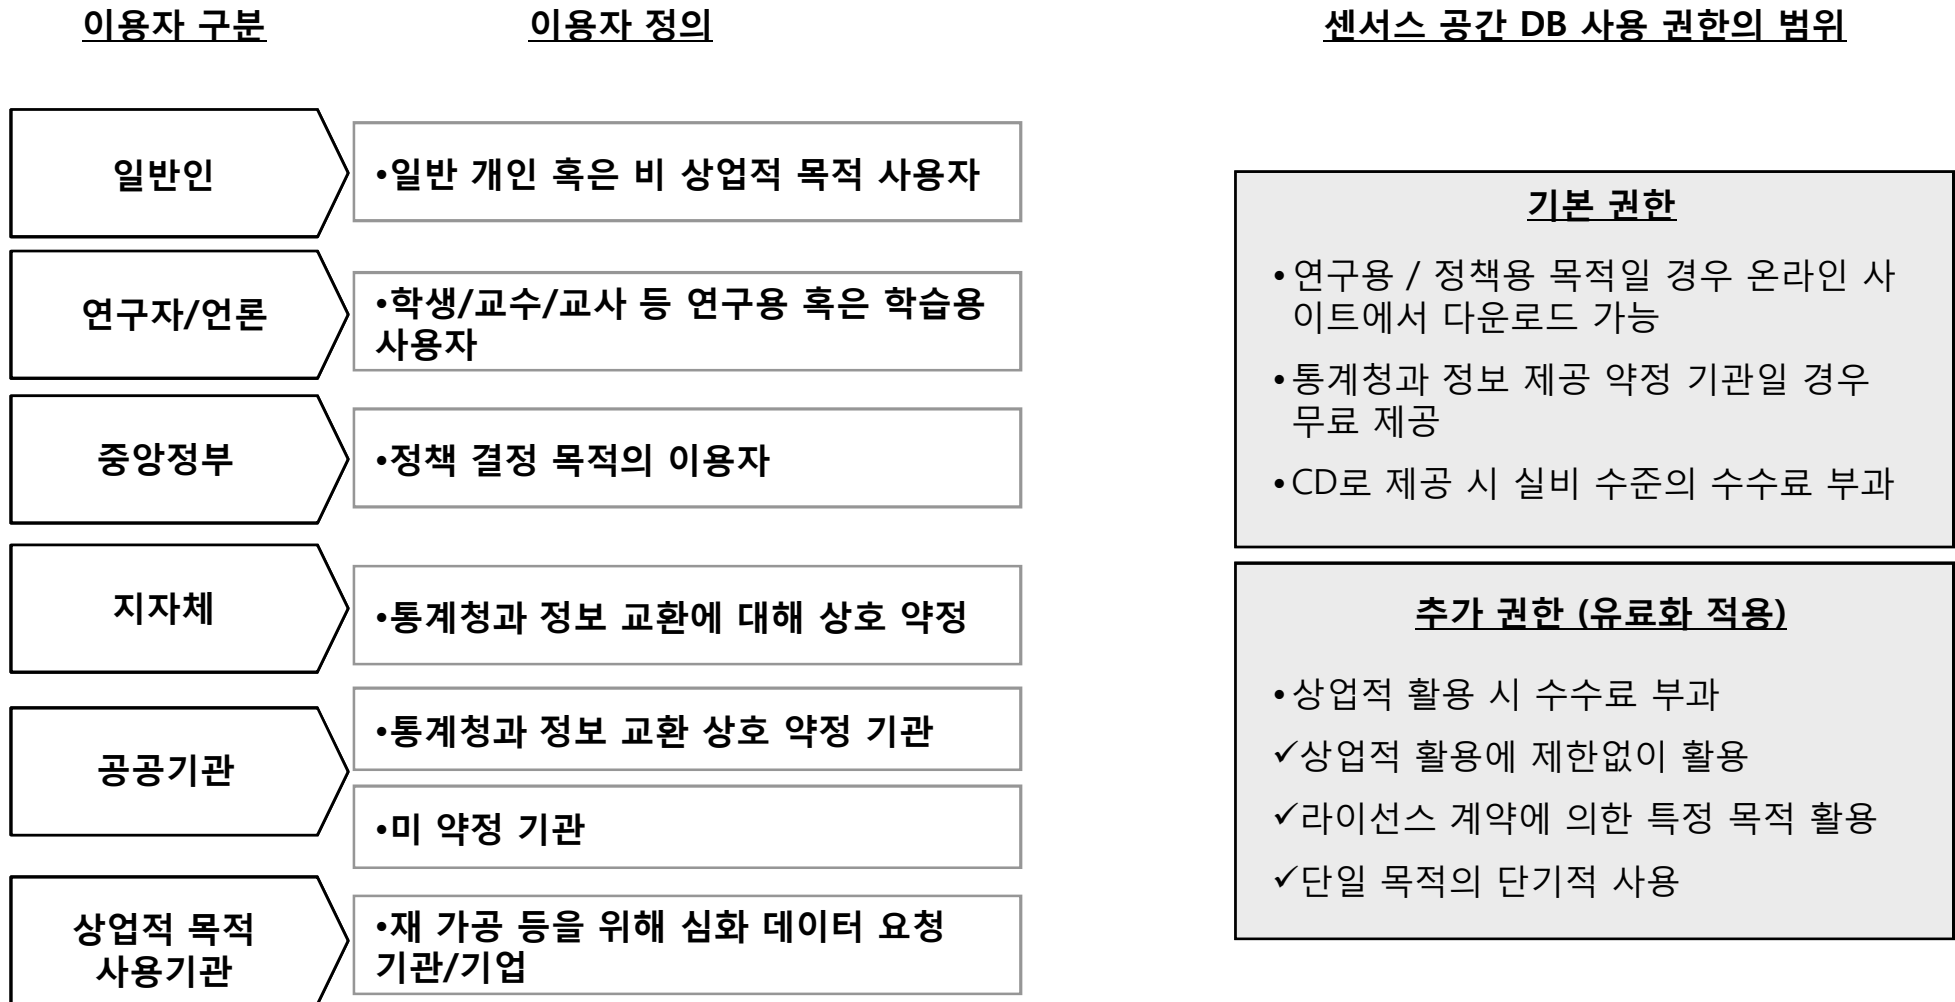 이용자 구분
이용자 정의
센서스 공간 DB 사용 권한의 범위
일반인
•일반 개인 혹은 비 상업적 목적 사용자
연구자/언론
•학생/교수/교사 등 연구용 혹은 학습용
사용자
중앙정부
•정책 결정 목적의 이용자
지자체
•통계청과 정보 교환에 대해 상호 약정
공공기관
•통계청과 정보 교환 상호 약정 기관
•미 약정 기관
상업적 목적
사용기관
•재 가공 등을 위해 심화 데이터 요청
기관/기업
기본 권한
•연구용 / 정책용 목적일 경우 온라인 사
이트에서 다운로드 가능
•통계청과 정보 제공 약정 기관일 경우
무료 제공
•CD로 제공 시 실비 수준의 수수료 부과
추가 권한 (유료화 적용)
•상업적 활용 시 수수료 부과
✓상업적 활용에 제한없이 활용
✓라이선스 계약에 의한 특정 목적 활용
✓단일 목적의 단기적 사용